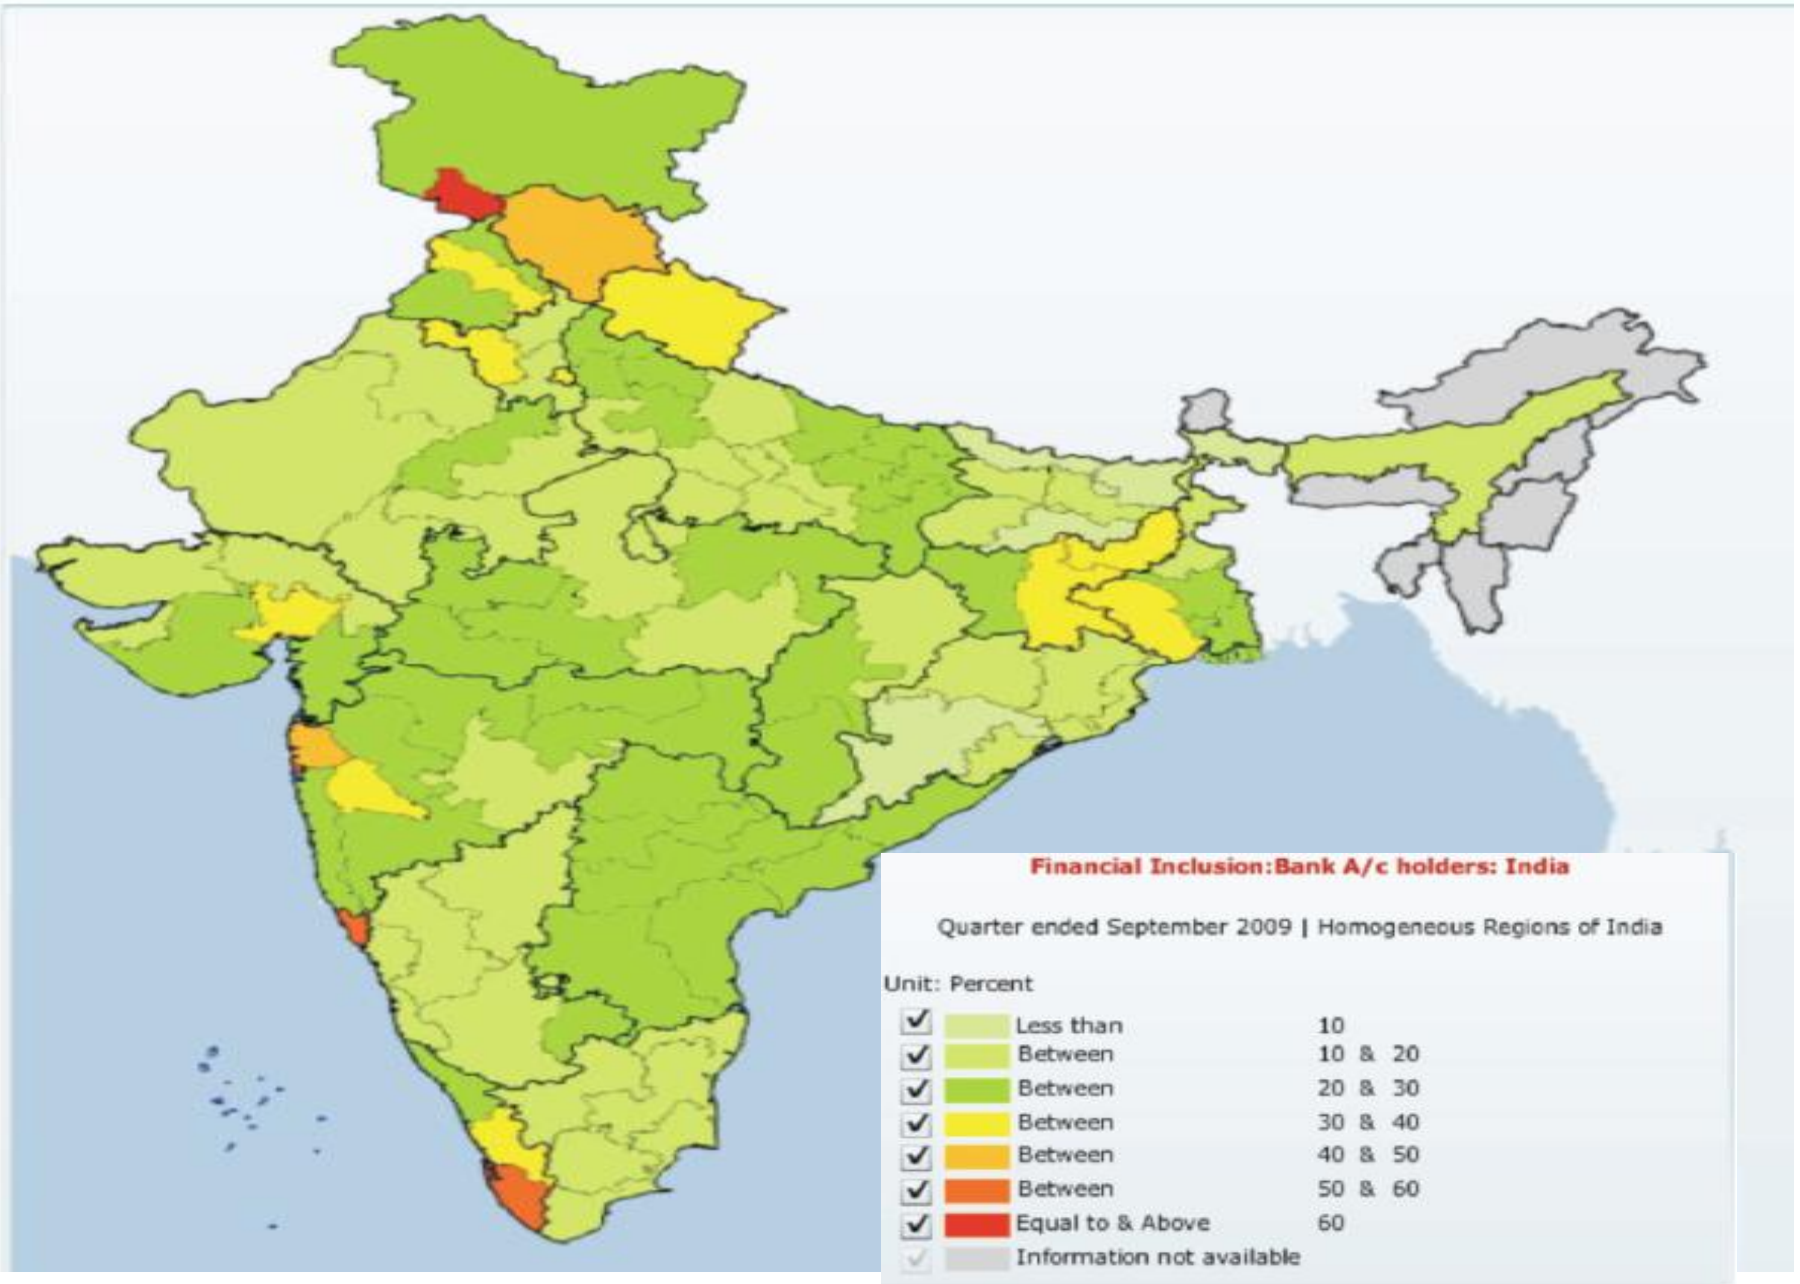 Financial Inclusion:Bank A/c holders: India
Quarter ended September 2009 | Homogeneous Regions of India
Unit: Percent
Less than 10
Between 10 & 20
Between 20 & 30
Between 30 & 40
Between 40 & 50
Between 50 & 60
Equal to & Above 60
Information not available